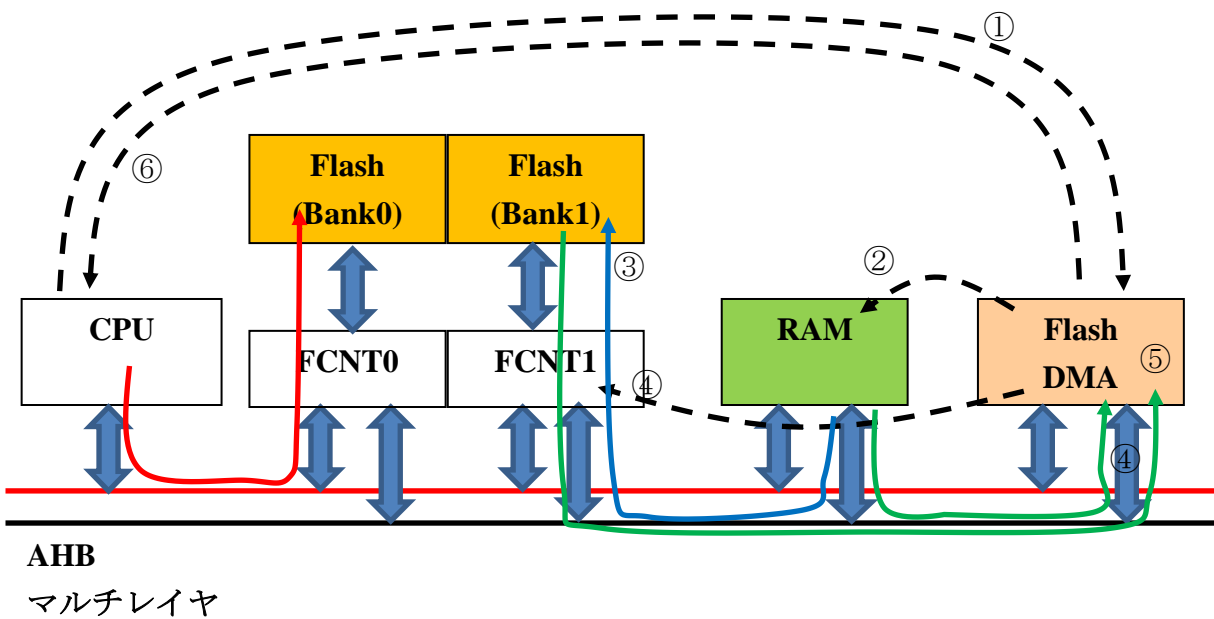 ①
⑥
Flash
(Bank0)
Flash
(Bank1)
③
②
CPU
FCNT0
FCNT1
④
RAM
Flash
DMA
⑤
④
AHB
マルチレイヤ